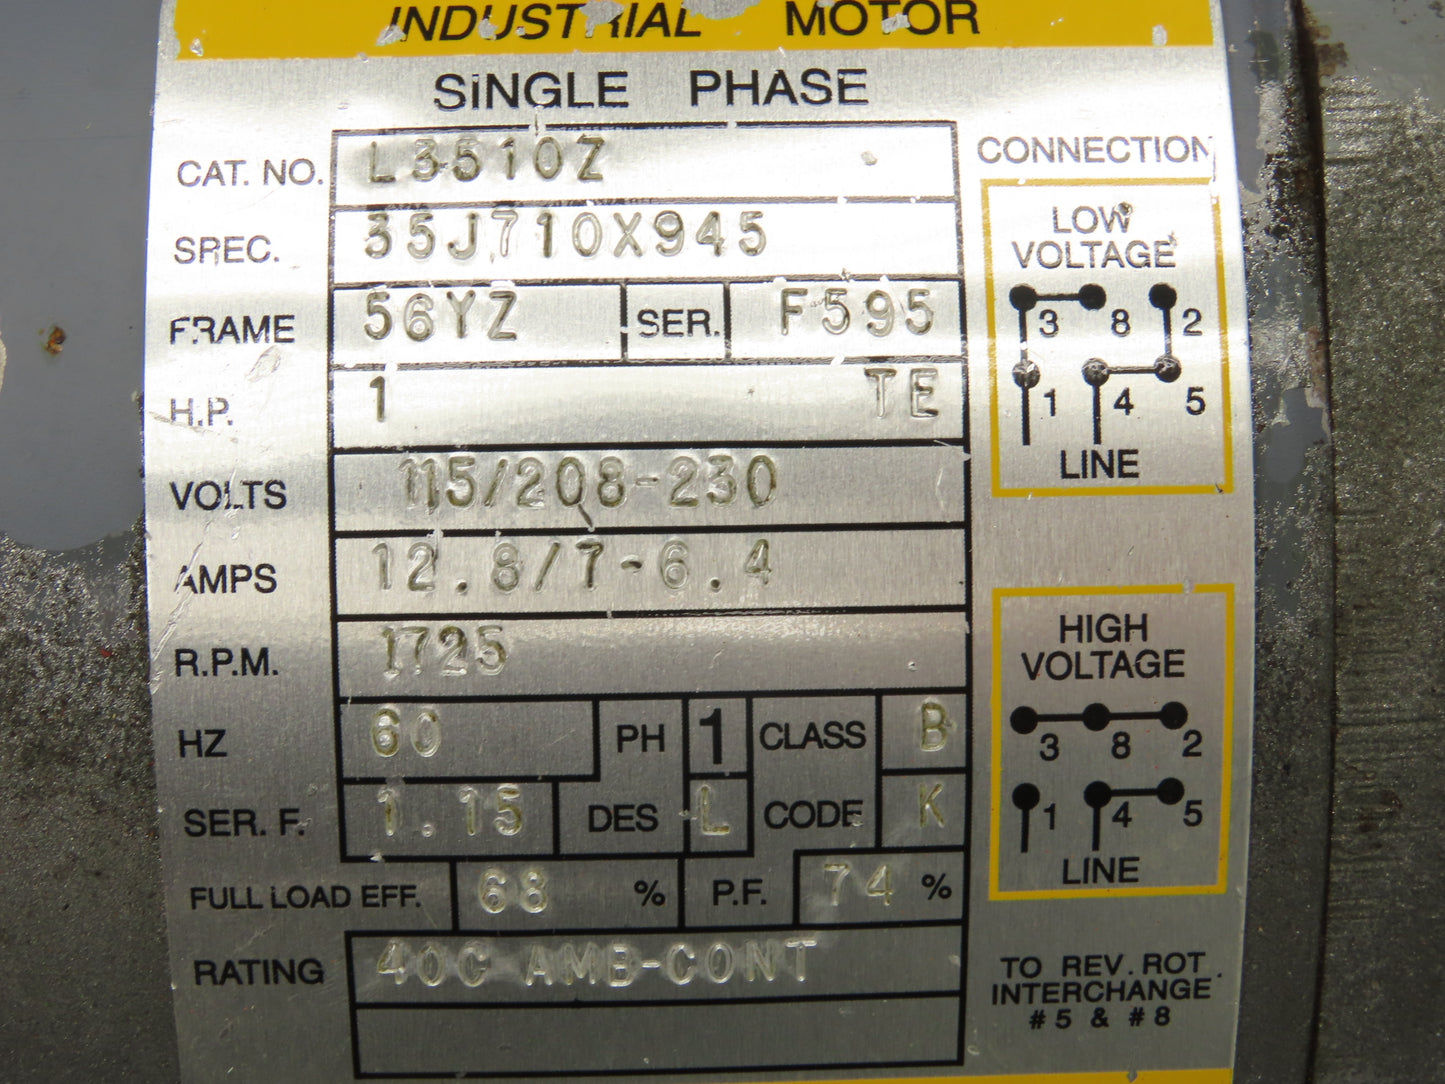 INDUSTRIAL MOTOR
SINGLE PHASE
CAT. NO. L3510Z
SPEC. 35J710X945
FRAME 56YZ SER. F595
H.P. 1 TE
VOLTS 115/208-230
AMPS 12.8/7-6.4
R.P.M. 1725
HZ 60 PH 1 CLASS B
SER. F. 1.15 DES L CODE K
FULL LOAD EFF. 68 % P.F. 74 %
RATING 40C AMB-CONT
CONNECTION
LOW
VOLTAGE
3 8 2
1 4 5
LINE
HIGH
VOLTAGE
3 8 2
1 4 5
LINE
TO REV. ROT.
INTERCHANGE
#5 & #8